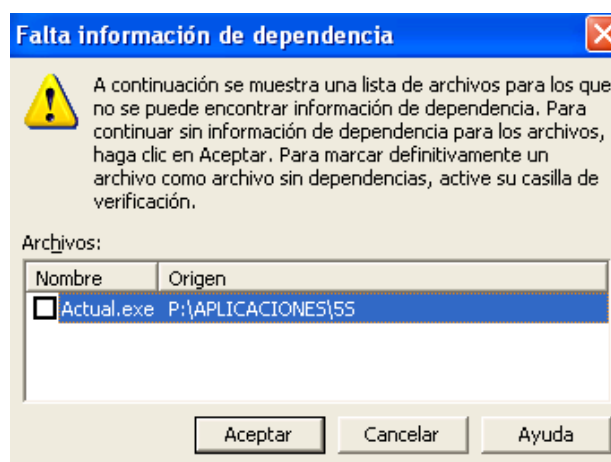 Falta información de dependencia
A continuación se muestra una lista de archivos para los que
no se puede encontrar información de dependencia. Para
continuar sin información de dependencia para los archivos,
haga clic en Aceptar. Para marcar definitivamente un
archivo como archivo sin dependencias, active su casilla de
verificación.
Archivos:
Nombre Origen
Actual.exe P:\APLICACIONES\5S
Aceptar Cancelar Ayuda